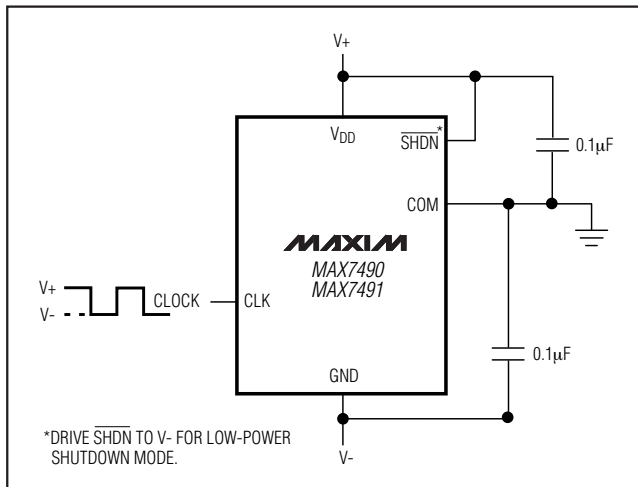 V+
VDD
SHDN*
0.1µF
COM
MAXIM
MAX7490
MAX7491
V+
V-
CLOCK
CLK
0.1µF
GND
*DRIVE SHDN TO V- FOR LOW-POWER
SHUTDOWN MODE.
V-